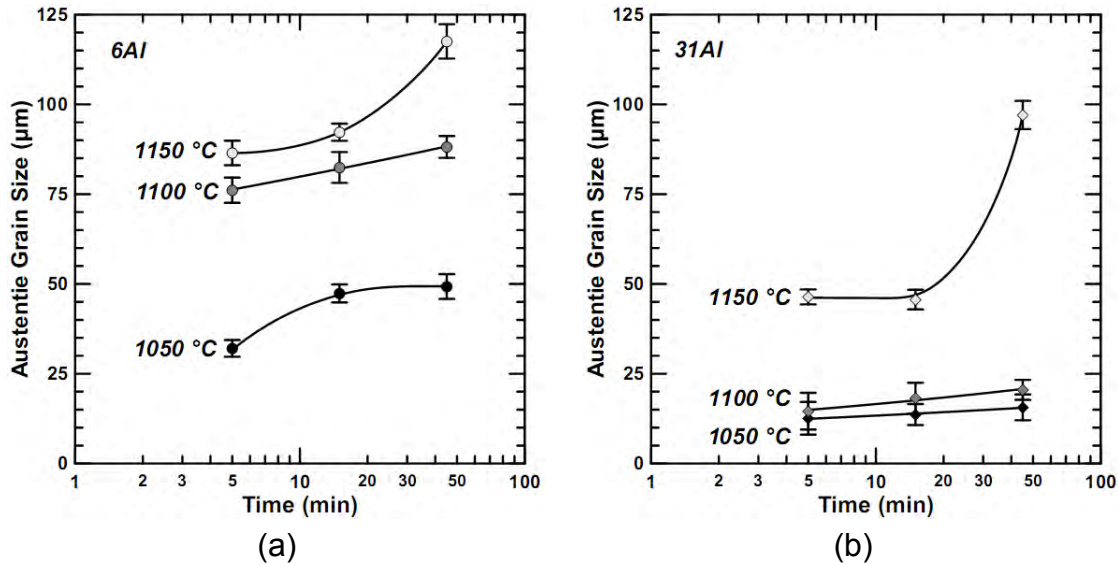 125
100
75
50
25
0
Austentie Grain Size (µm)
6Al
1150 °C
1100 °C
1050 °C
1 2 3 5 10 20 30 50 100
Time (min)
(a)
125
100
75
50
25
0
Austentie Grain Size (µm)
31Al
1150 °C
1100 °C
1050 °C
1 2 3 5 10 20 30 50 100
Time (min)
(b)